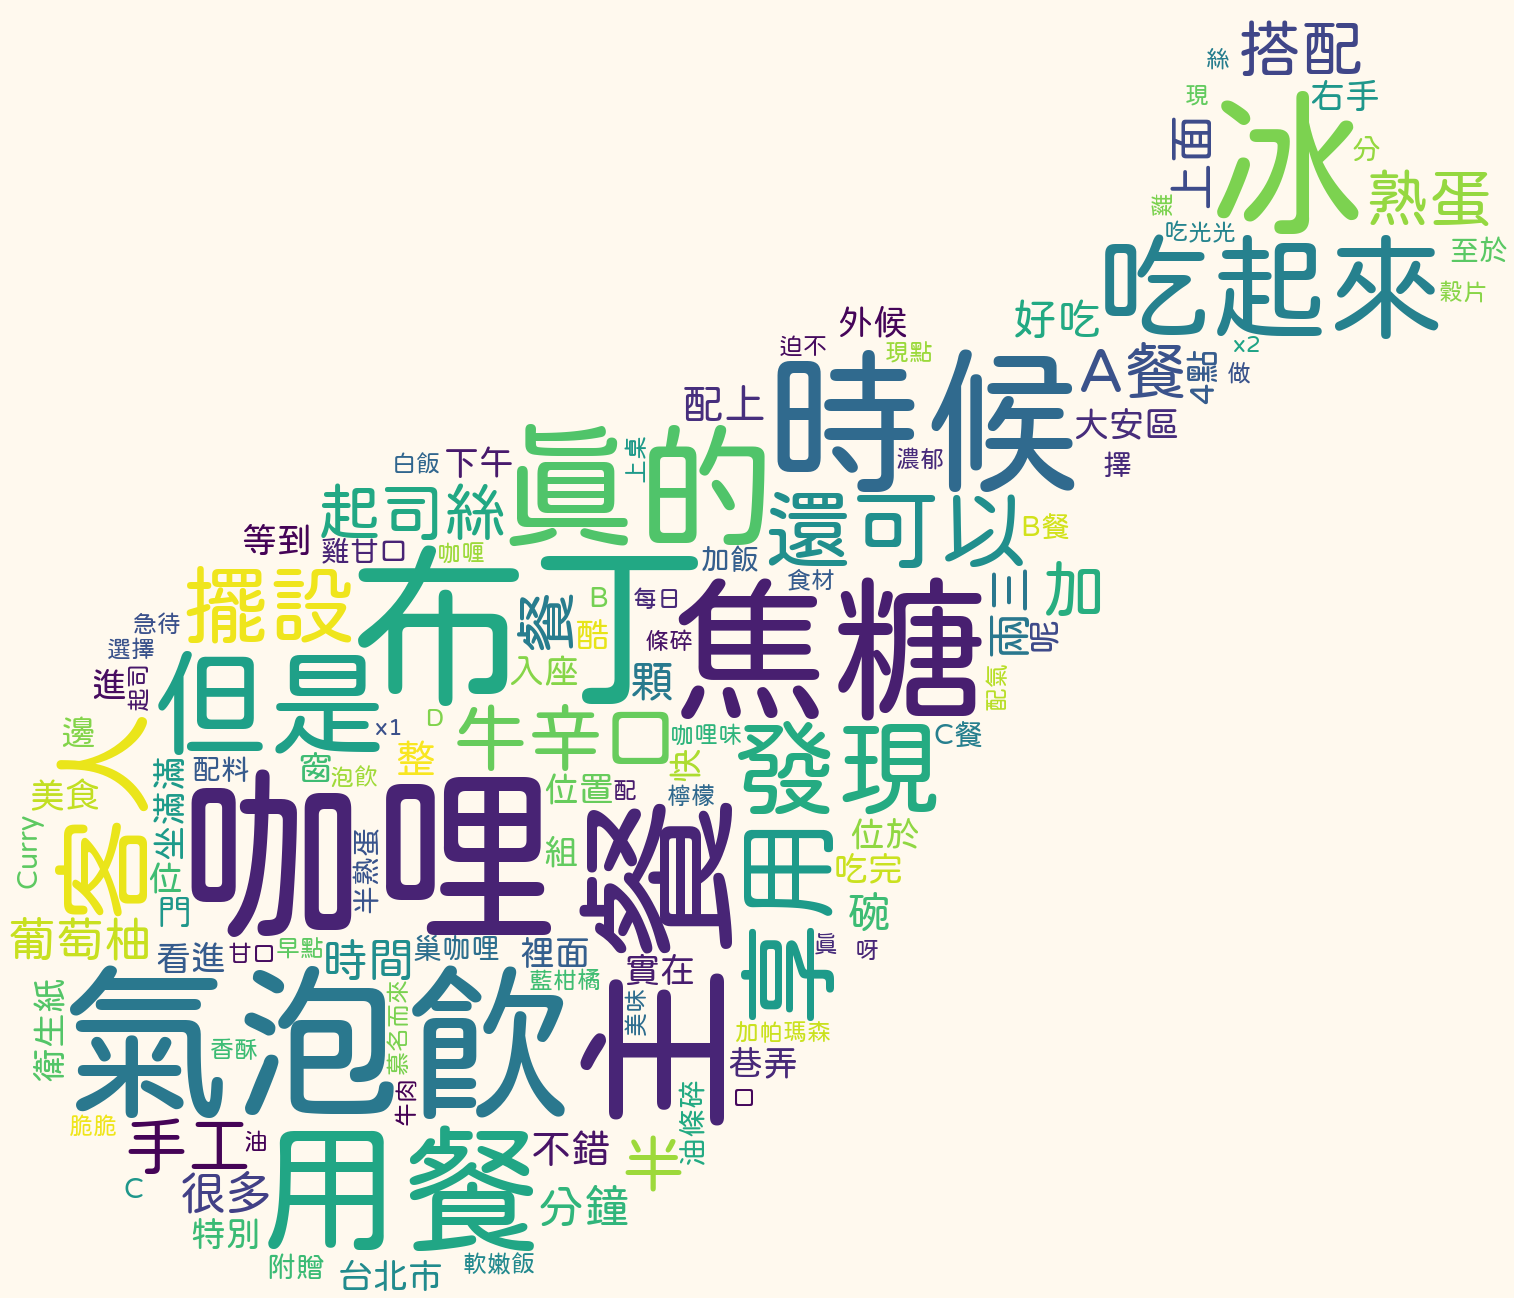 搭配
絲
現
右手
冰
上面
分
熟蛋
雞
吃光光
吃起來
至於
穀片
好吃
外候
迫不
現點
x2
時候
A餐
4點
做
配上
大安區
濃郁
擇
真的
上桌
白飯
下午
起司絲
還可以
B餐
等到
雞甘口
咖喱
加飯
食材
布丁
擺設
餐
B
酷
每日
條碎
焦糖
三兩
加
呢
急待
選擇
進
起司
但是
入座
顆
配氣
x1
D
牛辛口
咖哩味
C餐
快
邊
客人
美食
坐滿滿
配料
窗
泡飲
整
位置
配
檸檬
發現
Curry
咖哩
半熟蛋
位
門
組
主餐
享用
位於
吃完
碗
呀
真
葡萄柚
看進
甘口
早點
時間
巢咖哩
裡面
實在
藍柑橘
衛生紙
氣泡飲
香酥
慕名而來
牛肉
美味
加帕瑪森
巷弄
口
油條碎
脆脆
手工
油
用餐
不錯
半
C
很多
特別
分鐘
附贈
台北市
軟嫩飯